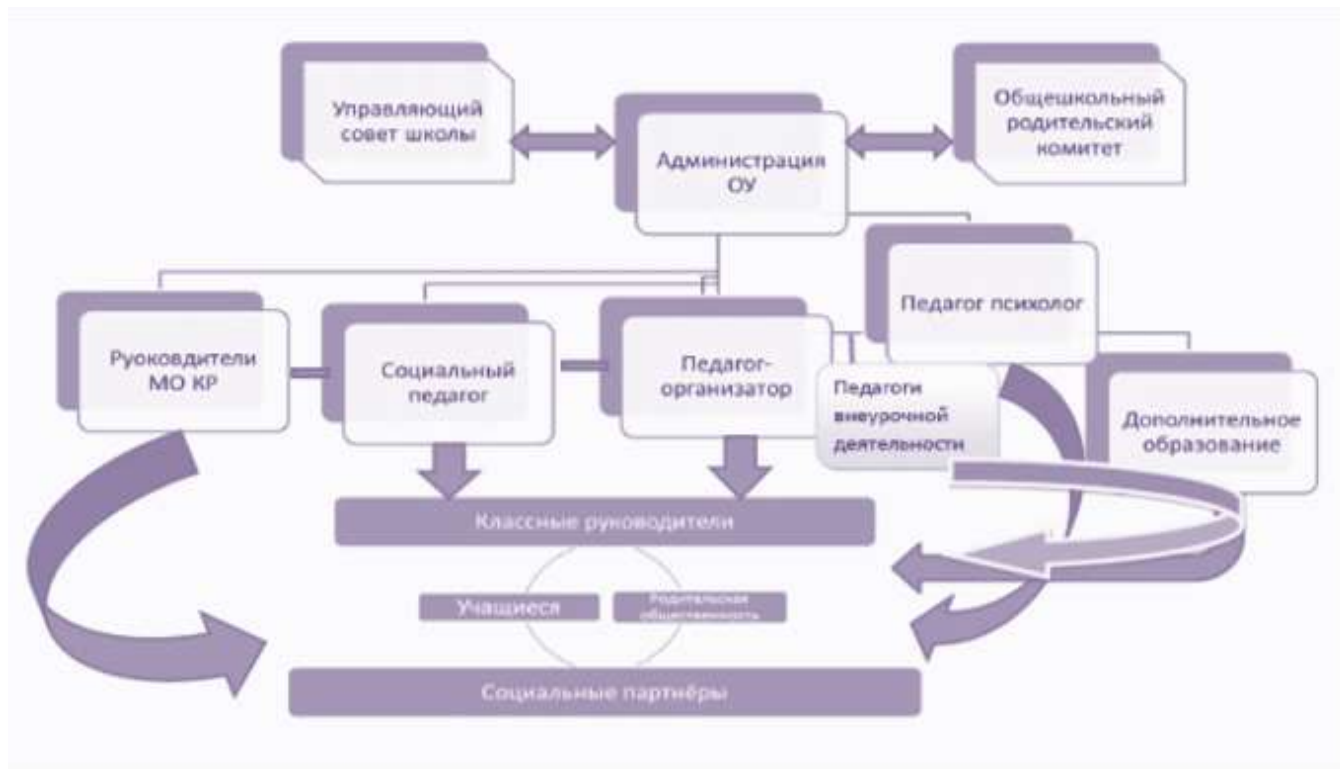 Управляющий
совет школы
Общешкольный
родительский
комитет
Администрация
ОУ
Педагог психолог
Руоковдители
МО КР
Социальный
педагог
Педагог-
организатор
Педагоги
внеурочной
деятельности
Дополнительное
образование
Классные руководители
Учащиеся
Родительская
общественность
Социальные партнёры